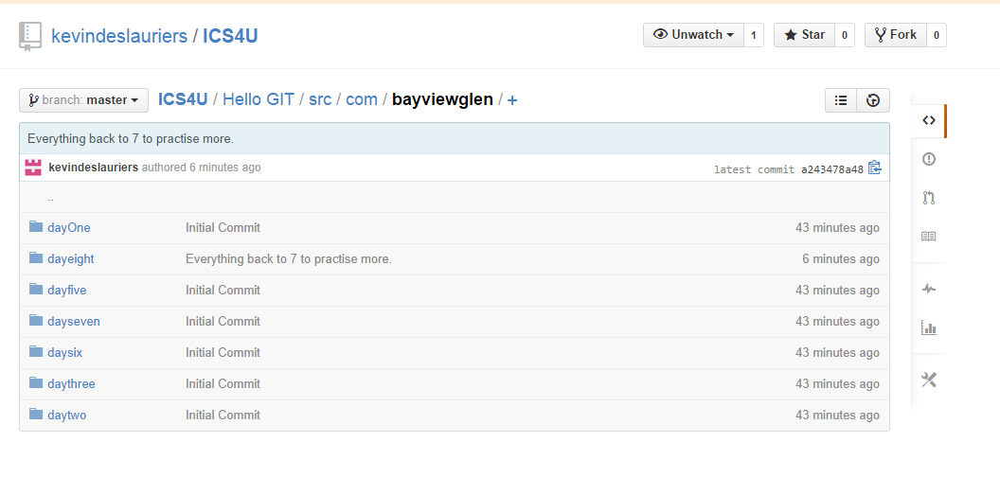 kevindeslauriers / ICS4U
Unwatch 1 Star 0 Fork 0
branch: master ICS4U / Hello GIT / src / com / bayviewglen / +
Everything back to 7 to practise more.
kevindeslauriers authored 6 minutes ago latest commit a243478a48
..
dayOne Initial Commit 43 minutes ago
dayeight Everything back to 7 to practise more. 6 minutes ago
dayfive Initial Commit 43 minutes ago
dayseven Initial Commit 43 minutes ago
daysix Initial Commit 43 minutes ago
daythree Initial Commit 43 minutes ago
daytwo Initial Commit 43 minutes ago